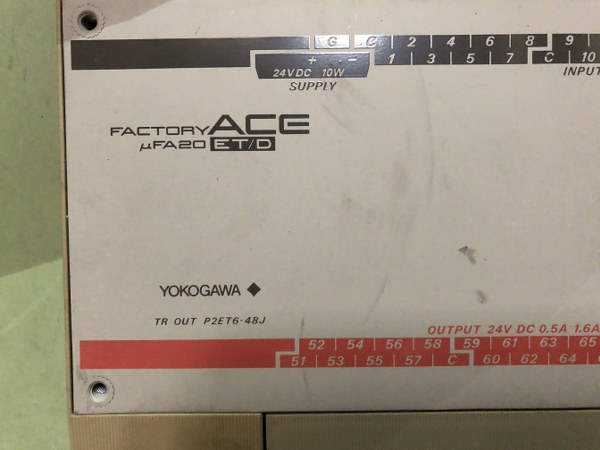 G C 2 4 6 8 9
+ - 1 3 5 7 C 10
24V DC 10W
SUPPLY
INPUT
FACTORY ACE
μFA20 ET/D
YOKOGAWA
TR OUT P2ET6-48J
OUTPUT 24V DC 0.5A 1.6A
52 54 56 58 59 61 63 65
51 53 55 57 C 60 62 64